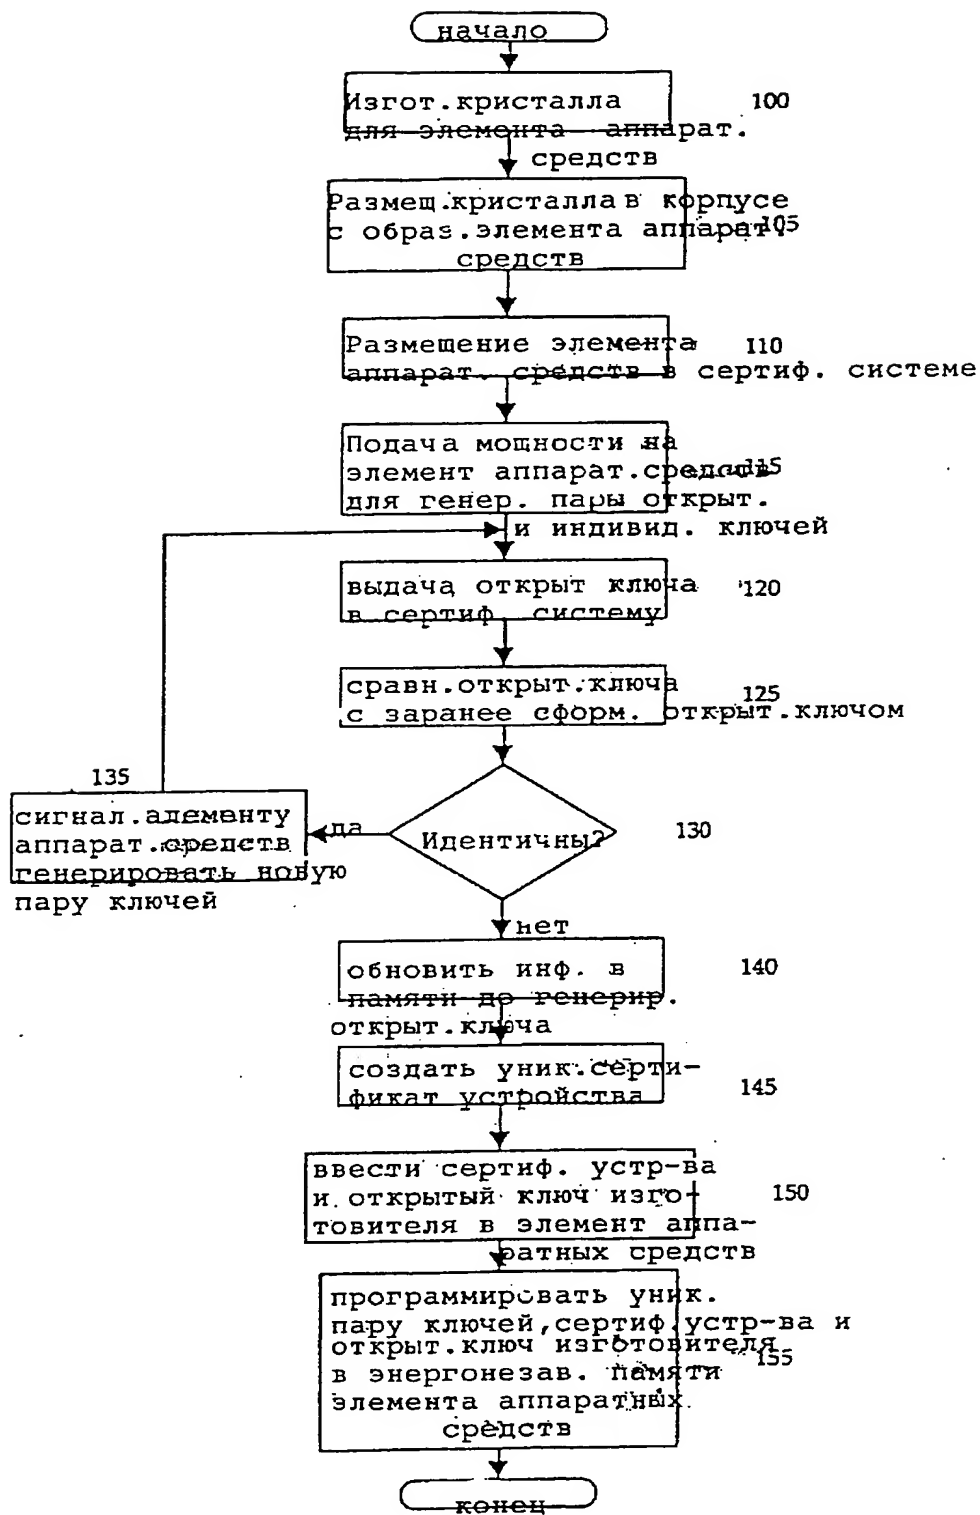 начало
Изгот.кристалла
100
для элемента аппарат.
средств
Размещ.кристалла в корпусе
с образ.элемента аппарат.
105
средств
Размещение элемента
110
аппарат. средств в сертиф. системе
Подача мощности на
элемент аппарат.средств
115
для генер. пары открыт.
и индивид. ключей
выдача открыт ключа
120
в сертиф. систему
сравн.открыт.ключа
125
с заранее сформ. открыт.ключом
135
сигнал.элементу
аппарат.средств
генерировать новую
пару ключей
да
Идентичны?
130
нет
обновить инф. в
140
памяти до генерир.
открыт.ключа
создать уник.серти-
фикат устройства
145
ввести сертиф. устр-ва
и открытый ключ изго-
150
товителя в элемент аппа-
ратных средств
программировать уник.
пару ключей,сертиф.устр-ва и
открыт.ключ изготовителя
155
в энергонезав. памяти
элемента аппаратных
средств
конец